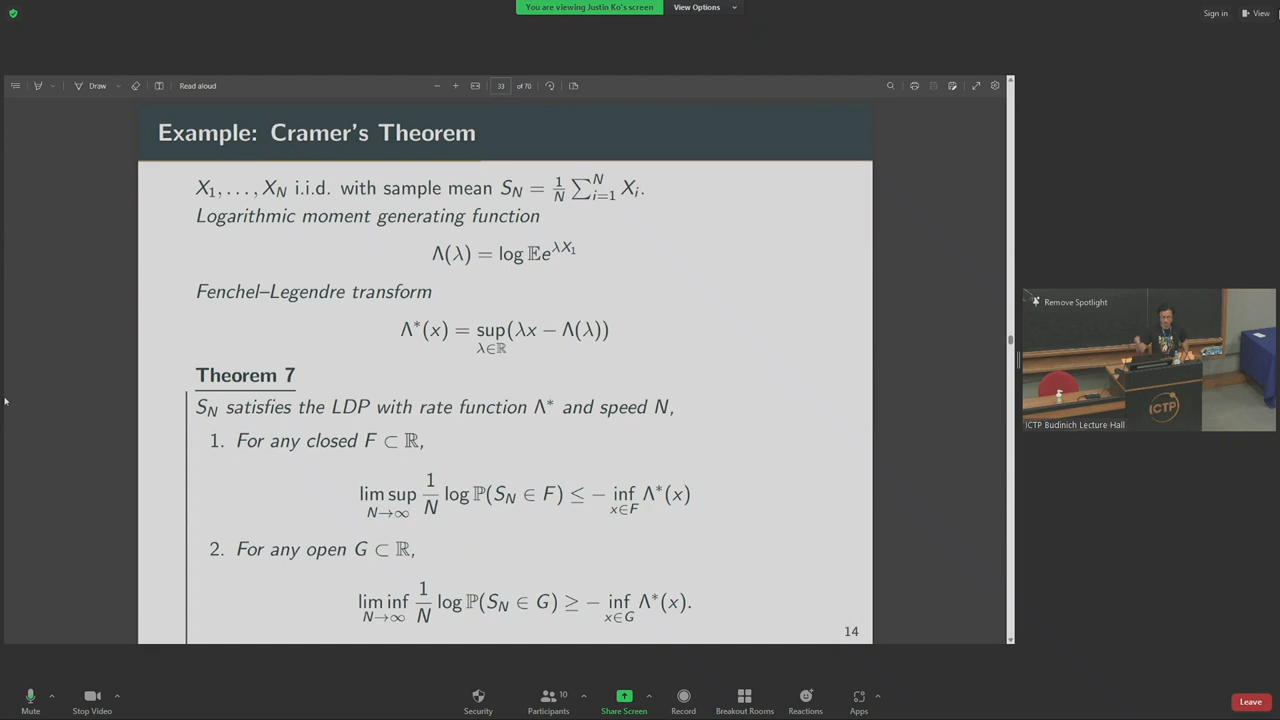 You are viewing Justin Ko's screen
View Options
Sign in
View
Draw
Read aloud
33
of 70
Example: Cramer's Theorem
X₁, . . . , X_N i.i.d. with sample mean S_N = 1/N ∑_{i=1}^{N} X_i.
Logarithmic moment generating function
Λ(λ) = log 𝔼e^{λX₁}
Fenchel–Legendre transform
Λ*(x) = sup_{λ∈ℝ}(λx − Λ(λ))
Theorem 7
S_N satisfies the LDP with rate function Λ* and speed N,
1. For any closed F ⊂ ℝ,
lim sup_{N→∞} 1/N log ℙ(S_N ∈ F) ≤ − inf_{x∈F} Λ*(x)
2. For any open G ⊂ ℝ,
lim inf_{N→∞} 1/N log ℙ(S_N ∈ G) ≥ − inf_{x∈G} Λ*(x).
14
Remove Spotlight
ICTP
ICTP Budinich Lecture Hall
Mute
Stop Video
Security
Participants
10
Share Screen
Record
Breakout Rooms
Reactions
Apps
Leave